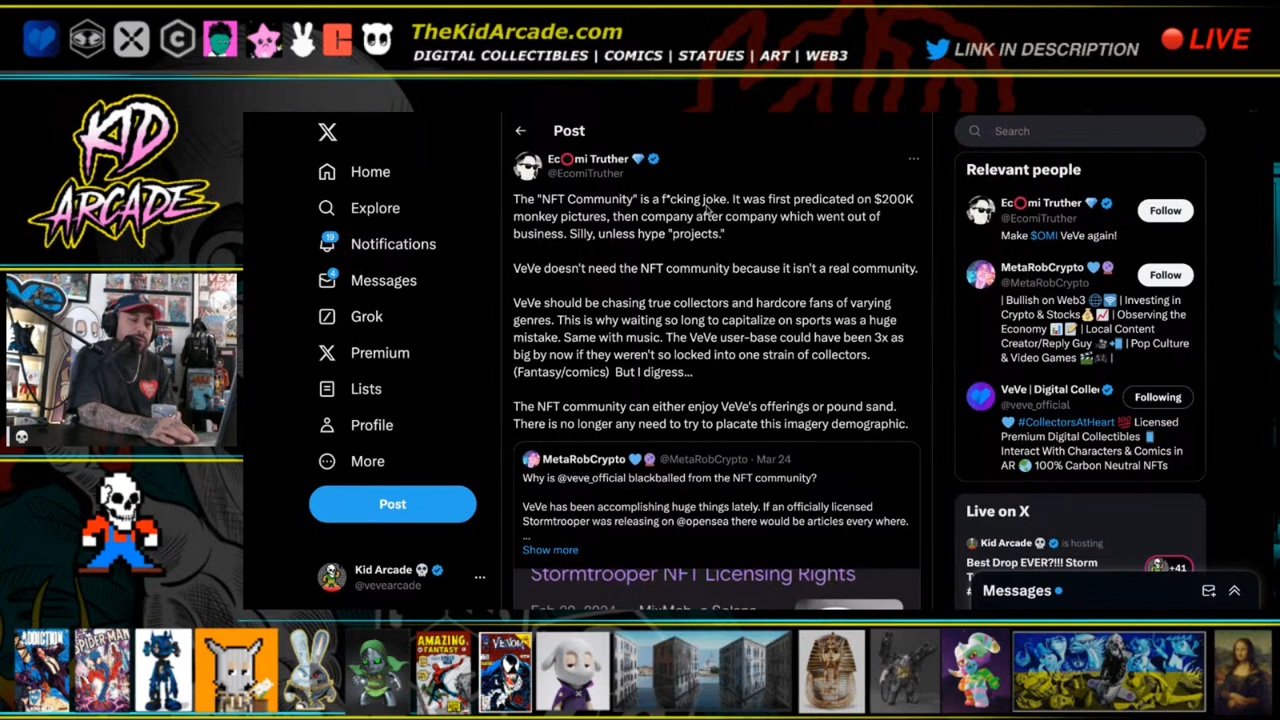 TheKidArcade.com
DIGITAL COLLECTIBLES | COMICS | STATUES | ART | WEB3
LINK IN DESCRIPTION
LIVE
KID
ARCADE
Home
Explore
19
Notifications
4
Messages
Grok
Premium
Lists
Profile
More
Post
Kid Arcade
@vevearcade
Post
Ec⭕mi Truther
@EcomiTruther
The "NFT Community" is a f*cking joke. It was first predicated on $200K
monkey pictures, then company after company which went out of
business. Silly, unless hype "projects."
VeVe doesn't need the NFT community because it isn't a real community.
VeVe should be chasing true collectors and hardcore fans of varying
genres. This is why waiting so long to capitalize on sports was a huge
mistake. Same with music. The VeVe user-base could have been 3x as
big by now if they weren't so locked into one strain of collectors.
(Fantasy/comics) But I digress...
The NFT community can either enjoy VeVe's offerings or pound sand.
There is no longer any need to try to placate this imagery demographic.
MetaRobCrypto @MetaRobCrypto · Mar 24
Why is @veve_official blackballed from the NFT community?
VeVe has been accomplishing huge things lately. If an officially licensed
Stormtrooper was releasing on @opensea there would be articles every where.
...
Show more
Stormtrooper NFT Licensing Rights
Search
Relevant people
Ec⭕mi Truther
@EcomiTruther
Follow
Make $OMI VeVe again!
MetaRobCrypto
@MetaRobCrypto
Follow
| Bullish on Web3 | Investing in
Crypto & Stocks | Observing the
Economy | Local Content
Creator/Reply Guy | Pop Culture
& Video Games |
VeVe | Digital Colle
@veve_official
Following
#CollectorsAtHeart 💯 Licensed
Premium Digital Collectibles
Interact With Characters & Comics in
AR 100% Carbon Neutral NFTs
Live on X
Kid Arcade is hosting
Best Drop EVER?!!! Storm
+41
Messages
ADDICTION
SPIDER-MAN
AMAZING
VENOM